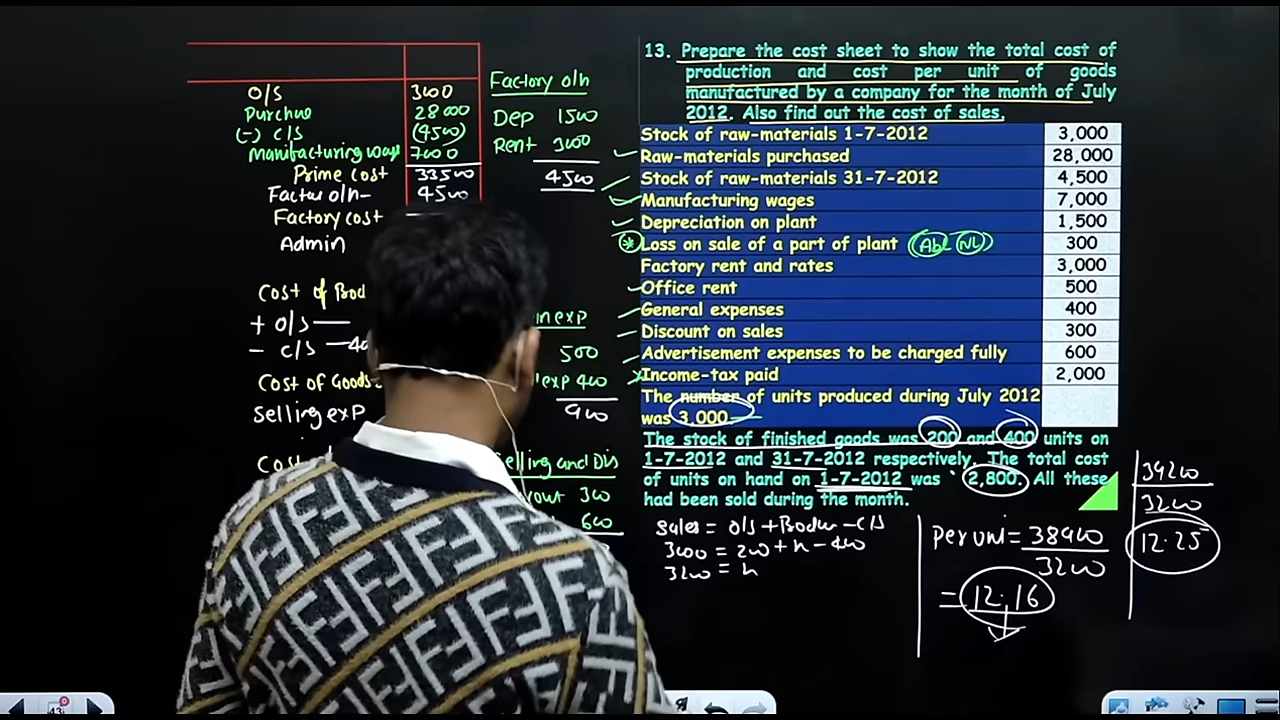 O/S 3000
Purchase 28000
(-) C/S (4500)
Manufacturing wages 7000
Prime cost 33500
Factor o/h 4500
Factory cost
Admin
Cost of Prod
+ O/S —
- C/S —
Cost of Goods
Selling exp
Factory o/h
Dep 1500
Rent 3000
4500
exp
500
exp 400
900
Selling and Dis
300
600
13. Prepare the cost sheet to show the total cost of
production and cost per unit of goods
manufactured by a company for the month of July
2012. Also find out the cost of sales.
Stock of raw-materials 1-7-2012 3,000
Raw-materials purchased 28,000
Stock of raw-materials 31-7-2012 4,500
Manufacturing wages 7,000
Depreciation on plant 1,500
Loss on sale of a part of plant (Ab NL) 300
Factory rent and rates 3,000
Office rent 500
General expenses 400
Discount on sales 300
Advertisement expenses to be charged fully 600
Income-tax paid 2,000
The number of units produced during July 2012
was 3,000
The stock of finished goods was 200 and 400 units on
1-7-2012 and 31-7-2012 respectively. The total cost
of units on hand on 1-7-2012 was ` 2,800. All these
had been sold during the month.
Sales = O/S + Produ - C/S
3000 = 200 + x - 400
3200 = x
Per uni = 38900
3200
= 12.16
39200
3200
12.25
43